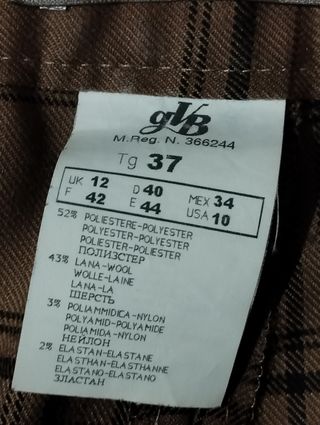 gVB
M.Reg. N. 366244
Tg 37
UK 12 D 40 MEX 34
F 42 E 44 USA 10
52% POLIESTERE-POLYESTER
POLYESTER-POLYESTER
POLIESTER-POLIESTER
ПОЛИЗСТЕР
43% LANA-WOOL
WOLLE-LAINE
LANA-LA
ШЕРСТЬ
3% POLIAMMIDICA-NYLON
POLYAMID-POLYAMIDE
POLIAMIDA-NYLON
НЕЙЛОН
2% ELASTAN-ELASTANE
ELASTHAN-ELASTHANNE
ELASTANO-ELASTANO
ЗЛАСТАН